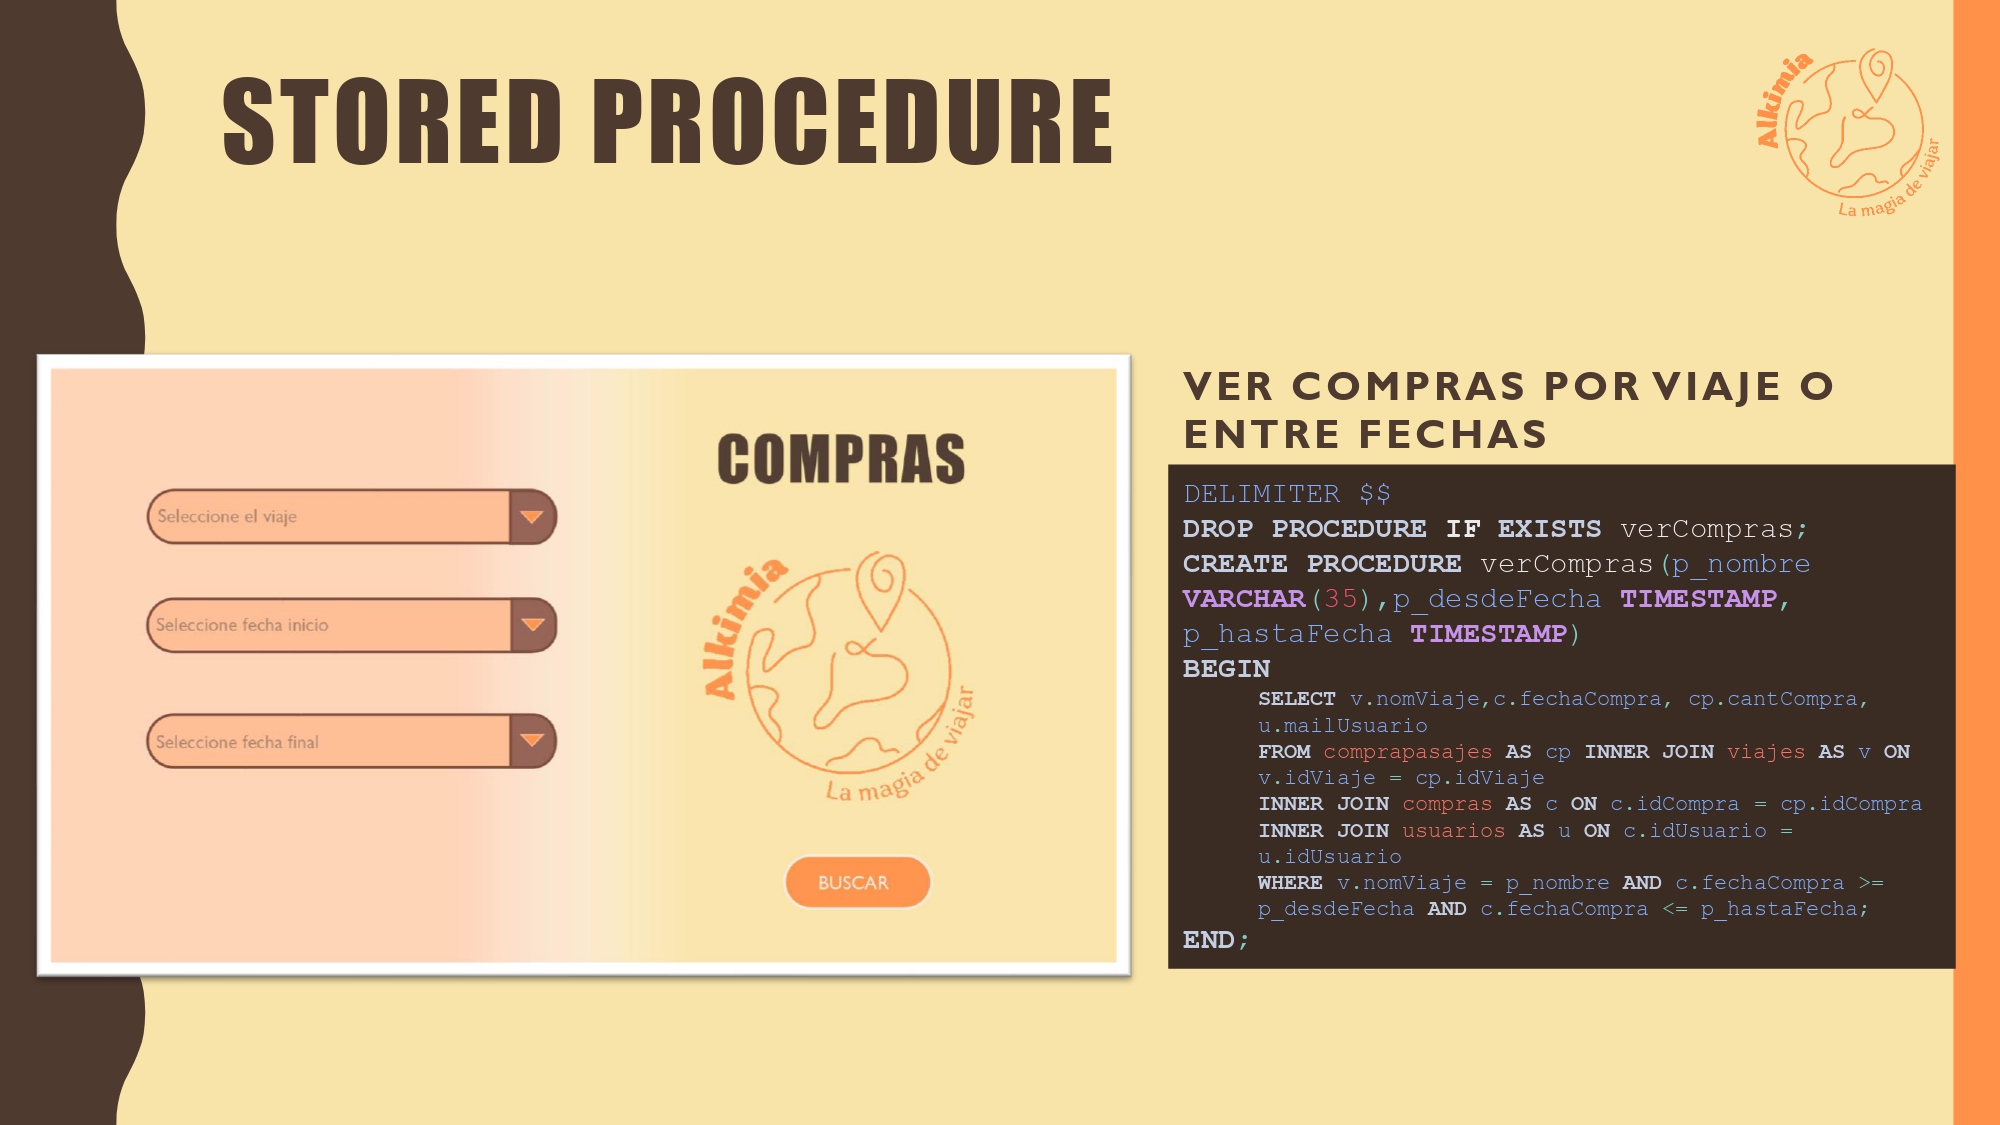 STORED PROCEDURE
Alkimia
La magia de viajar
COMPRAS
Seleccione el viaje
Seleccione fecha inicio
Seleccione fecha final
Alkimia
La magia de viajar
BUSCAR
VER COMPRAS POR VIAJE O
ENTRE FECHAS
DELIMITER $$
DROP PROCEDURE IF EXISTS verCompras;
CREATE PROCEDURE verCompras(p_nombre
VARCHAR(35),p_desdeFecha TIMESTAMP,
p_hastaFecha TIMESTAMP)
BEGIN
SELECT v.nomViaje,c.fechaCompra, cp.cantCompra,
u.mailUsuario
FROM comprapasajes AS cp INNER JOIN viajes AS v ON
v.idViaje = cp.idViaje
INNER JOIN compras AS c ON c.idCompra = cp.idCompra
INNER JOIN usuarios AS u ON c.idUsuario =
u.idUsuario
WHERE v.nomViaje = p_nombre AND c.fechaCompra >=
p_desdeFecha AND c.fechaCompra <= p_hastaFecha;
END;